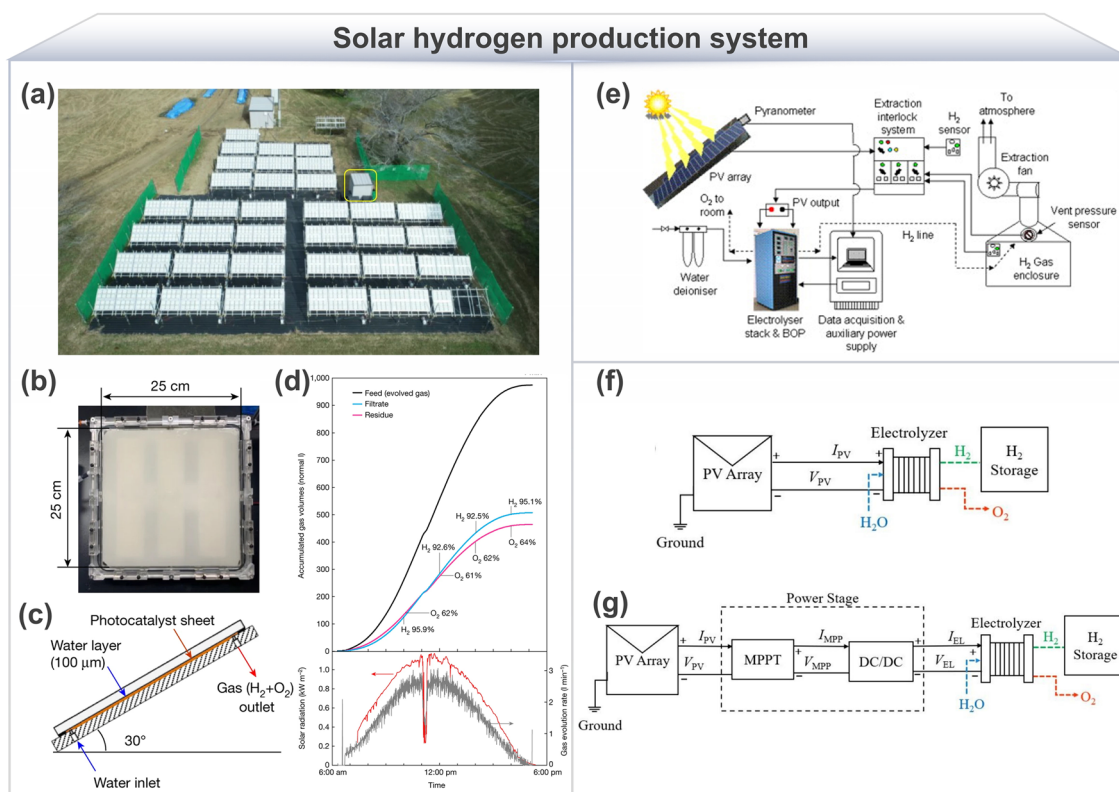 Solar hydrogen production system
(a)
(b)
25 cm
25 cm
(c)
Photocatalyst sheet
Water layer
(100 μm)
Gas (H₂+O₂)
outlet
30°
Water inlet
(d)
1,000
900
800
700
600
500
400
300
200
100
0
Accumulated gas volumes (normal l)
Feed (evolved gas)
Filtrate
Residue
H₂ 95.1%
H₂ 92.5%
H₂ 92.6%
O₂ 64%
O₂ 62%
O₂ 61%
O₂ 62%
H₂ 95.9%
1.0
0.8
0.6
0.4
0.2
0
Solar radiation (kW m⁻²)
3
2
1
0
Gas evolution rate (l min⁻¹)
6:00 am
12:00 pm
6:00 pm
Time
(e)
Pyranometer
PV array
Extraction
interlock
system
H₂
sensor
To
atmosphere
Extraction
fan
Vent pressure
sensor
O₂ to
room
PV output
H₂ line
H₂ Gas
enclosure
Water
deioniser
Electrolyser
stack & BOP
Data acquisition &
auxiliary power
supply
(f)
PV Array
+
−
I_PV
V_PV
+
−
Electrolyzer
H₂
H₂
Storage
H₂O
O₂
Ground
(g)
Power Stage
PV Array
+
−
I_PV
V_PV
+
−
MPPT
+
−
I_MPP
V_MPP
+
−
DC/DC
+
−
I_EL
V_EL
+
−
Electrolyzer
H₂
H₂
Storage
H₂O
O₂
Ground